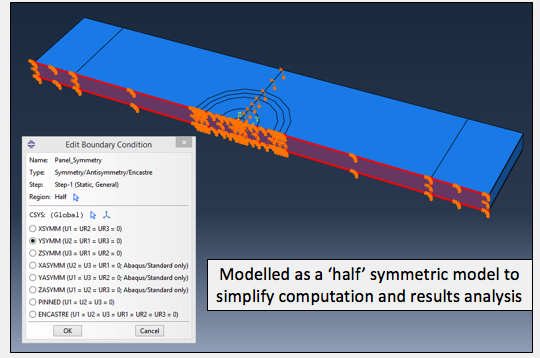 Edit Boundary Condition
Name: Panel_Symmetry
Type: Symmetry/Antisymmetry/Encastre
Step: Step-1 (Static, General)
Region: Half
CSYS: (Global)
XSYMM (U1 = UR2 = UR3 = 0)
YSYMM (U2 = UR1 = UR3 = 0)
ZSYMM (U3 = UR1 = UR2 = 0)
XASYMM (U2 = U3 = UR1 = 0; Abaqus/Standard only)
YASYMM (U1 = U3 = UR2 = 0; Abaqus/Standard only)
ZASYMM (U1 = U2 = UR3 = 0; Abaqus/Standard only)
PINNED (U1 = U2 = U3 = 0)
ENCASTRE (U1 = U2 = U3 = UR1 = UR2 = UR3 = 0)
OK Cancel
Modelled as a ‘half’ symmetric model to
simplify computation and results analysis